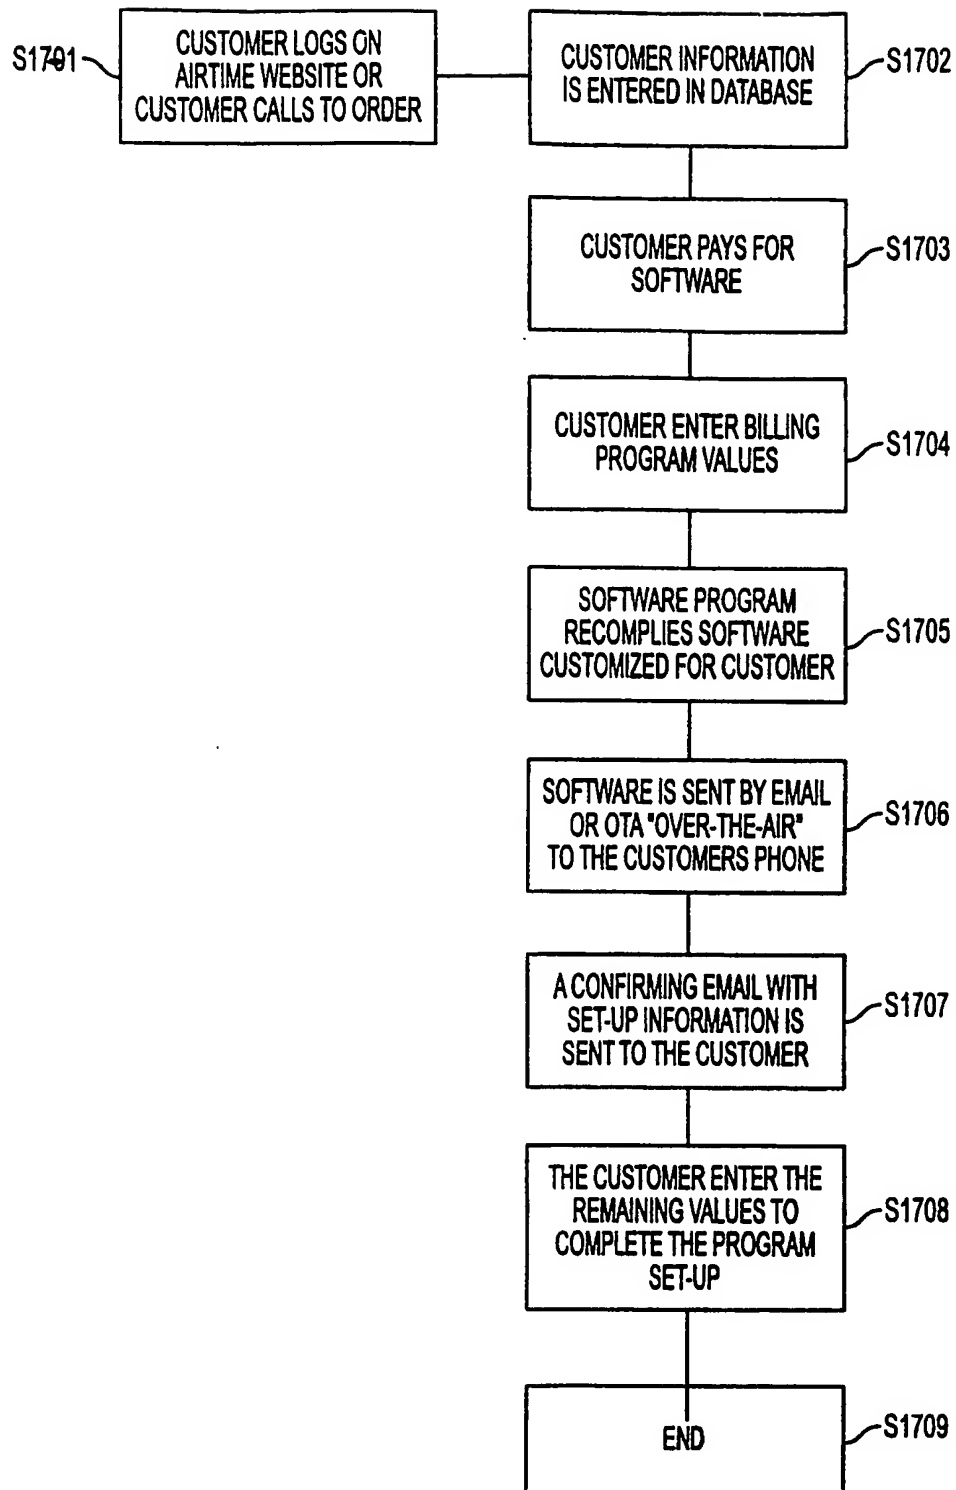 S1701
CUSTOMER LOGS ON
AIRTIME WEBSITE OR
CUSTOMER CALLS TO ORDER
CUSTOMER INFORMATION
IS ENTERED IN DATABASE
S1702
CUSTOMER PAYS FOR
SOFTWARE
S1703
CUSTOMER ENTER BILLING
PROGRAM VALUES
S1704
SOFTWARE PROGRAM
RECOMPLIES SOFTWARE
CUSTOMIZED FOR CUSTOMER
S1705
SOFTWARE IS SENT BY EMAIL
OR OTA "OVER-THE-AIR"
TO THE CUSTOMERS PHONE
S1706
A CONFIRMING EMAIL WITH
SET-UP INFORMATION IS
SENT TO THE CUSTOMER
S1707
THE CUSTOMER ENTER THE
REMAINING VALUES TO
COMPLETE THE PROGRAM
SET-UP
S1708
END
S1709